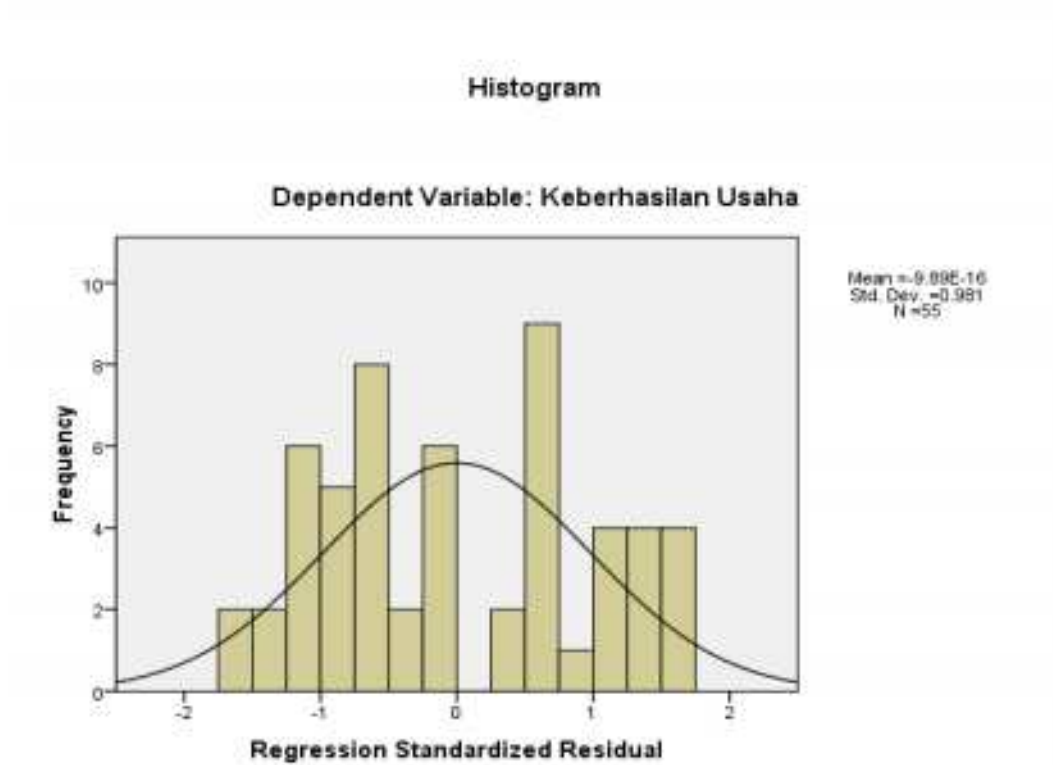 Histogram
Dependent Variable: Keberhasilan Usaha
Mean =-9.89E-16
Std. Dev. =0.981
N =55
Frequency
10
8
6
4
2
0
-2 -1 0 1 2
Regression Standardized Residual